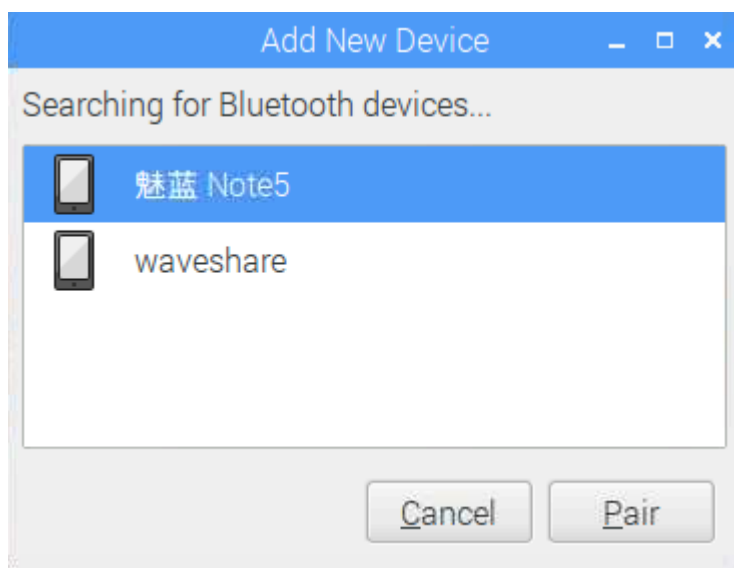 Add New Device
Searching for Bluetooth devices...
魅蓝 Note5
waveshare
Cancel
Pair